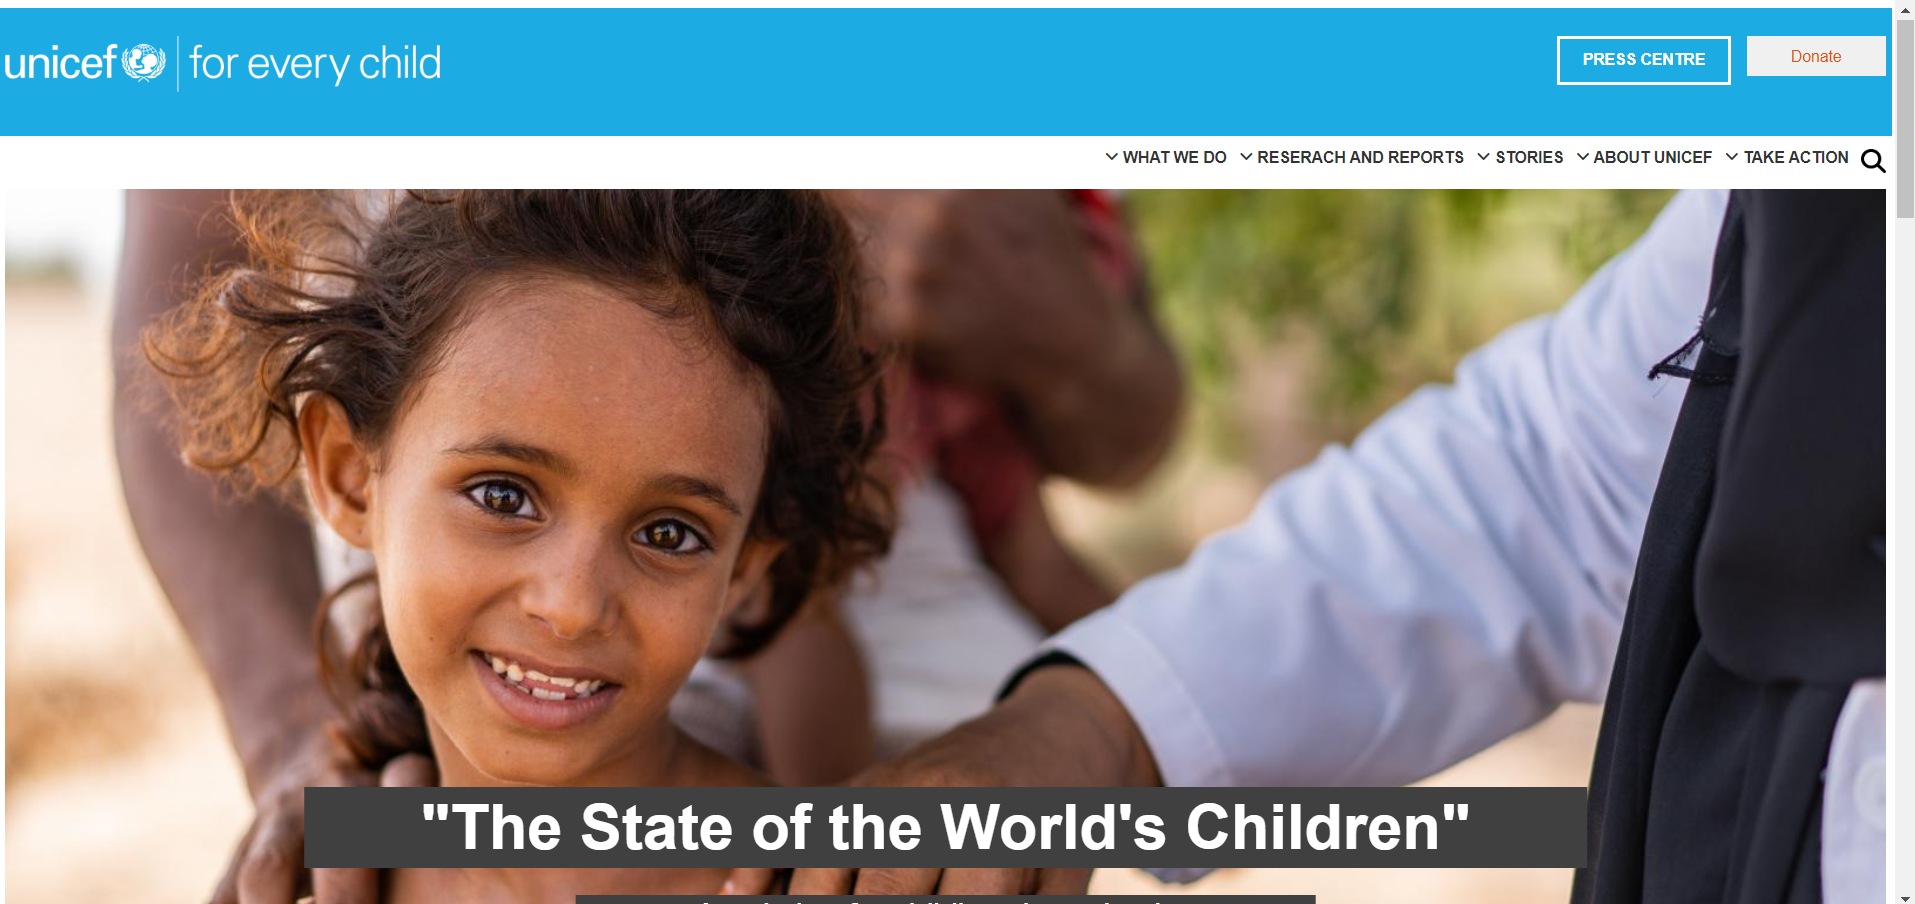 unicef for every child
PRESS CENTRE
Donate
WHAT WE DO RESERACH AND REPORTS STORIES ABOUT UNICEF TAKE ACTION
"The State of the World's Children"